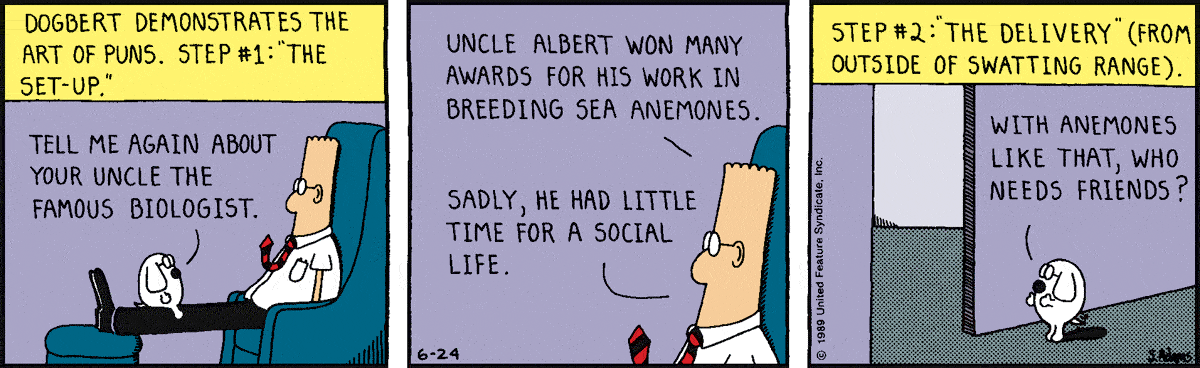 DOGBERT DEMONSTRATES THE
ART OF PUNS. STEP #1: "THE
SET-UP."
TELL ME AGAIN ABOUT
YOUR UNCLE THE
FAMOUS BIOLOGIST.
UNCLE ALBERT WON MANY
AWARDS FOR HIS WORK IN
BREEDING SEA ANEMONES.
SADLY, HE HAD LITTLE
TIME FOR A SOCIAL
LIFE.
6-24
© 1989 United Feature Syndicate, Inc.
STEP #2: "THE DELIVERY" (FROM
OUTSIDE OF SWATTING RANGE).
WITH ANEMONES
LIKE THAT, WHO
NEEDS FRIENDS?
S. Adams